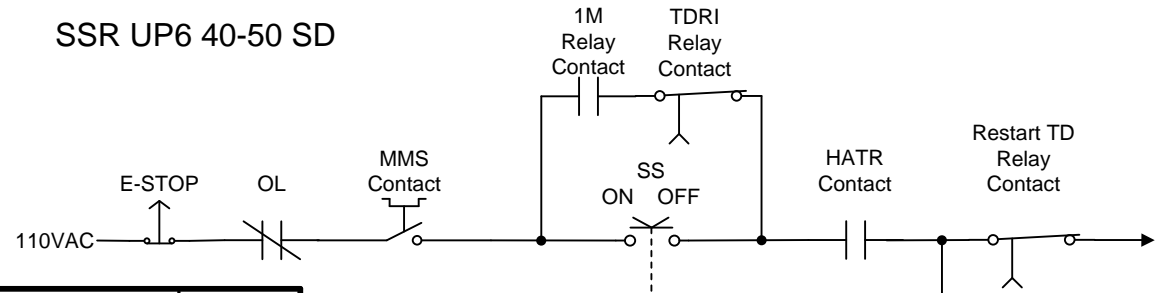 SSR UP6 40-50 SD
1M
Relay
Contact
TDRI
Relay
Contact
E-STOP
OL
MMS
Contact
SS
ON OFF
HATR
Contact
Restart TD
Relay
Contact
110VAC